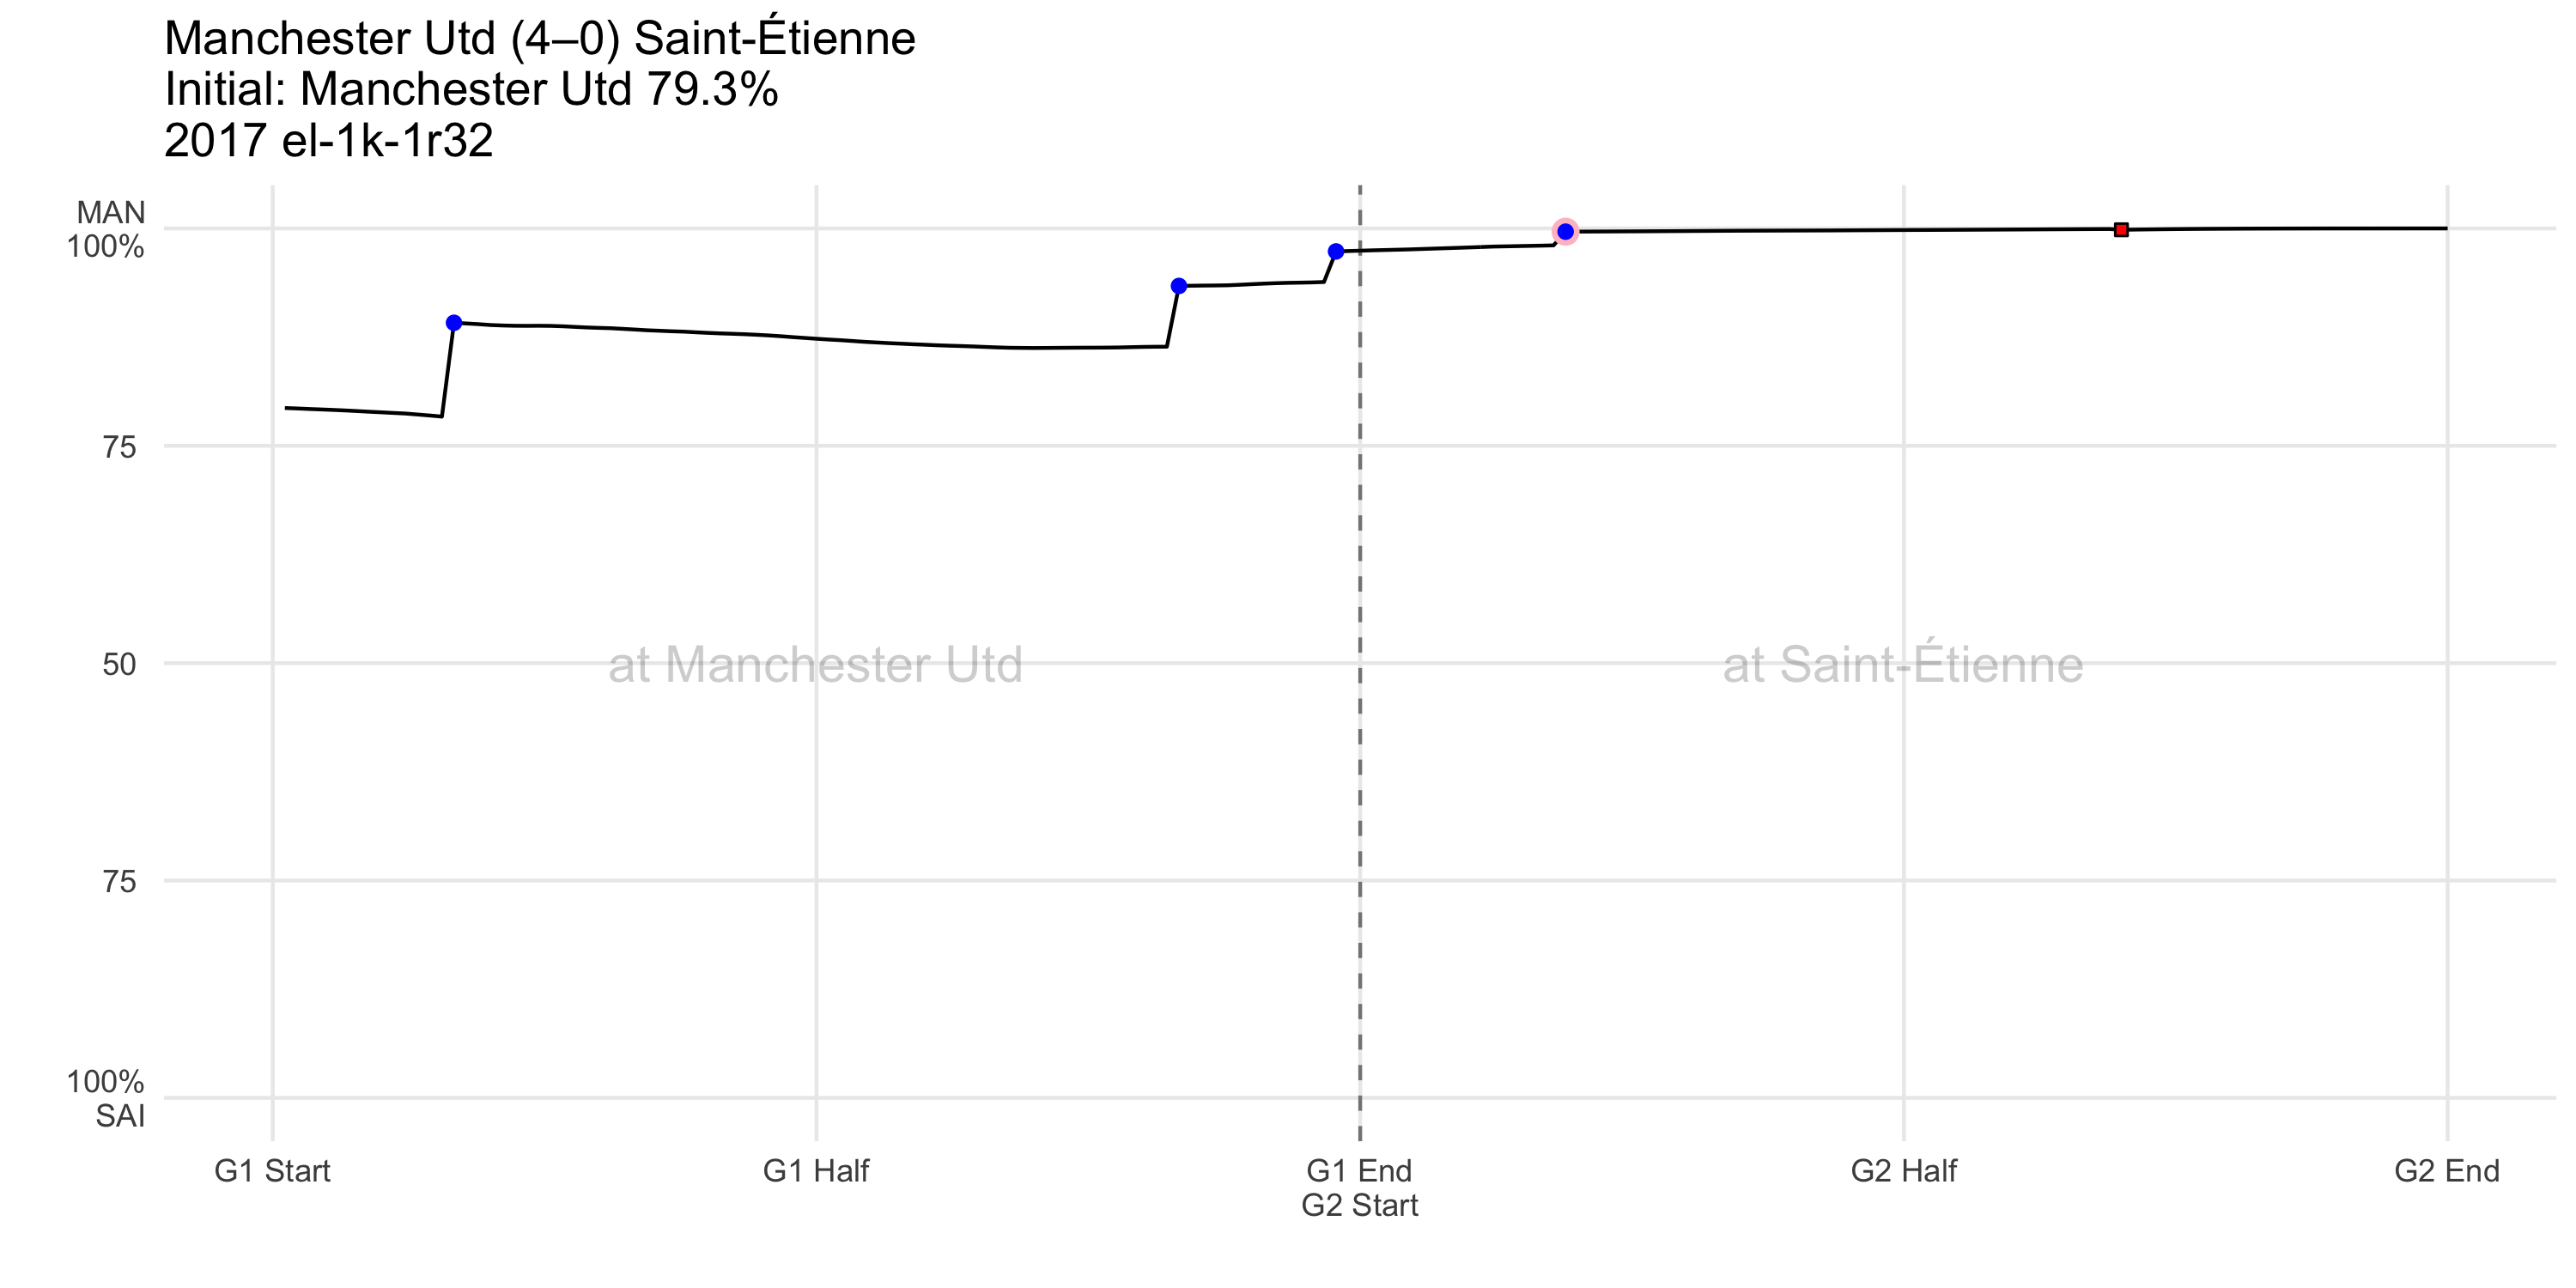 Manchester Utd (4–0) Saint-Étienne
Initial: Manchester Utd 79.3%
2017 el-1k-1r32
MAN
100%
75
50
75
100%
SAI
at Manchester Utd
at Saint-Étienne
G1 Start
G1 Half
G1 End
G2 Start
G2 Half
G2 End